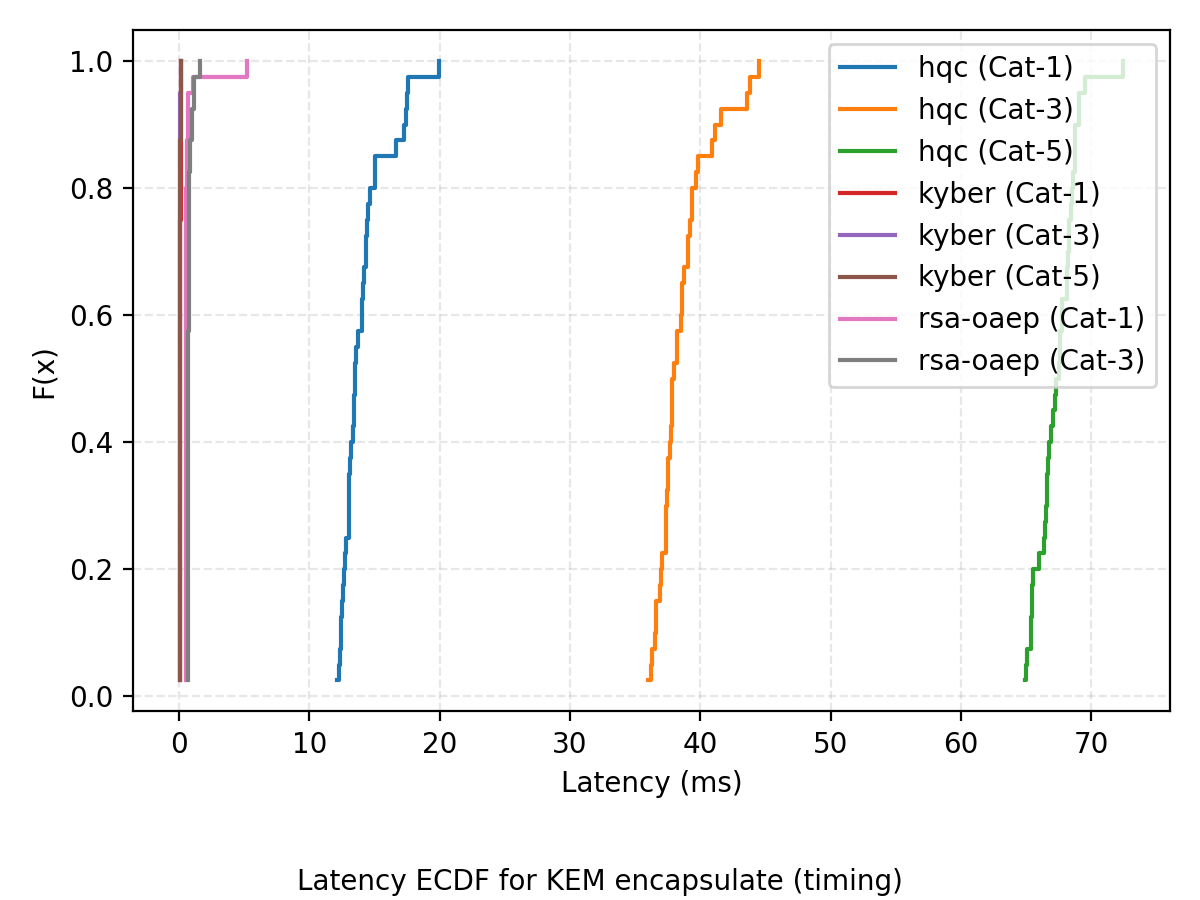 1.0
0.8
0.6
0.4
0.2
0.0
F(x)
hqc (Cat-1)
hqc (Cat-3)
hqc (Cat-5)
kyber (Cat-1)
kyber (Cat-3)
kyber (Cat-5)
rsa-oaep (Cat-1)
rsa-oaep (Cat-3)
0 10 20 30 40 50 60 70
Latency (ms)
Latency ECDF for KEM encapsulate (timing)